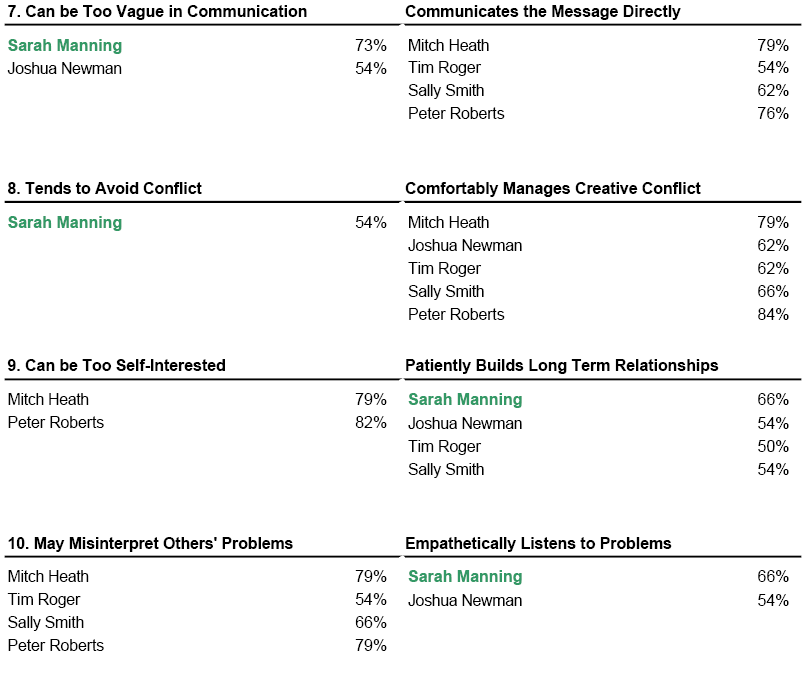 7. Can be Too Vague in Communication
Sarah Manning 73%
Joshua Newman 54%
Communicates the Message Directly
Mitch Heath 79%
Tim Roger 54%
Sally Smith 62%
Peter Roberts 76%
8. Tends to Avoid Conflict
Sarah Manning 54%
Comfortably Manages Creative Conflict
Mitch Heath 79%
Joshua Newman 62%
Tim Roger 62%
Sally Smith 66%
Peter Roberts 84%
9. Can be Too Self-Interested
Mitch Heath 79%
Peter Roberts 82%
Patiently Builds Long Term Relationships
Sarah Manning 66%
Joshua Newman 54%
Tim Roger 50%
Sally Smith 54%
10. May Misinterpret Others' Problems
Mitch Heath 79%
Tim Roger 54%
Sally Smith 66%
Peter Roberts 79%
Empathetically Listens to Problems
Sarah Manning 66%
Joshua Newman 54%